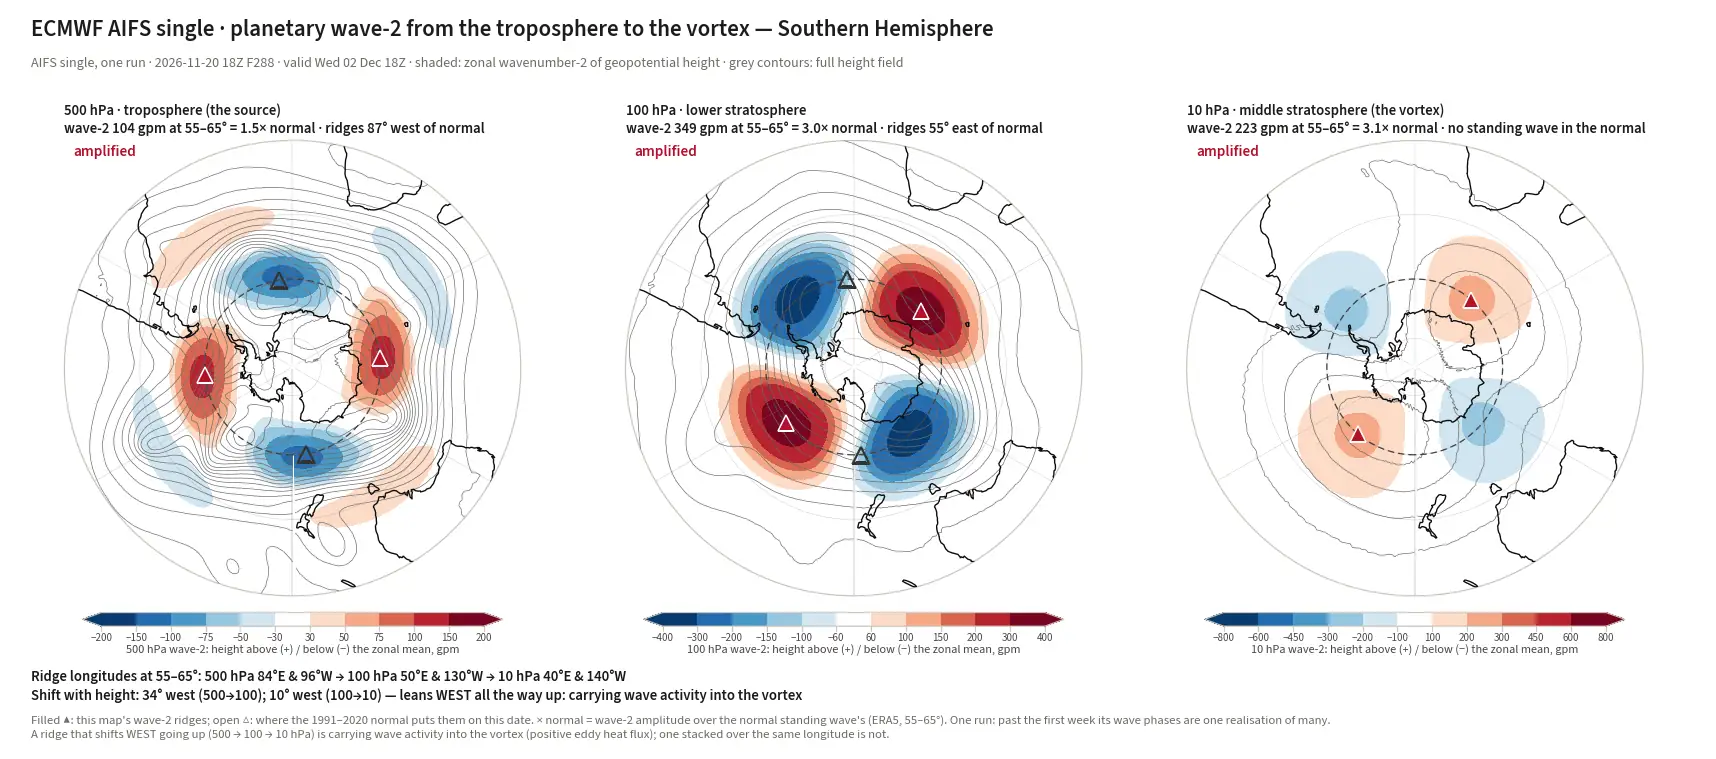 ECMWF AIFS single · planetary wave-2 from the troposphere to the vortex — Southern Hemisphere
AIFS single, one run · 2026-11-20 18Z F288 · valid Wed 02 Dec 18Z · shaded: zonal wavenumber-2 of geopotential height · grey contours: full height field
500 hPa · troposphere (the source)
wave-2 104 gpm at 55–65° = 1.5× normal · ridges 87° west of normal
amplified
100 hPa · lower stratosphere
wave-2 349 gpm at 55–65° = 3.0× normal · ridges 55° east of normal
amplified
10 hPa · middle stratosphere (the vortex)
wave-2 223 gpm at 55–65° = 3.1× normal · no standing wave in the normal
amplified
−200 −150 −100 −75 −50 −30 30 50 75 100 150 200
500 hPa wave-2: height above (+) / below (−) the zonal mean, gpm
−400 −300 −200 −150 −100 −60 60 100 150 200 300 400
100 hPa wave-2: height above (+) / below (−) the zonal mean, gpm
−800 −600 −450 −300 −200 −100 100 200 300 450 600 800
10 hPa wave-2: height above (+) / below (−) the zonal mean, gpm
Ridge longitudes at 55–65°: 500 hPa 84°E & 96°W → 100 hPa 50°E & 130°W → 10 hPa 40°E & 140°W
Shift with height: 34° west (500→100); 10° west (100→10) — leans WEST all the way up: carrying wave activity into the vortex
Filled ▲: this map's wave-2 ridges; open △: where the 1991–2020 normal puts them on this date. × normal = wave-2 amplitude over the normal standing wave's (ERA5, 55–65°). One run: past the first week its wave phases are one realisation of many.
A ridge that shifts WEST going up (500 → 100 → 10 hPa) is carrying wave activity into the vortex (positive eddy heat flux); one stacked over the same longitude is not.